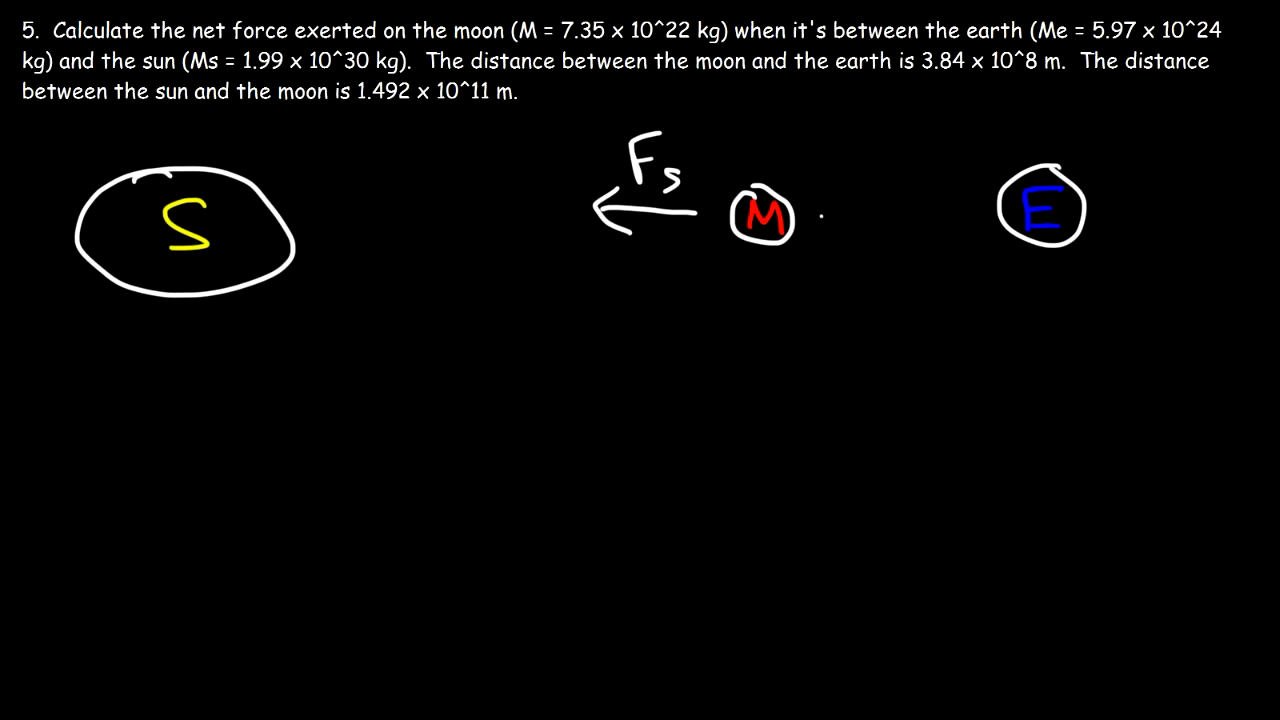 5. Calculate the net force exerted on the moon (M = 7.35 x 10^22 kg) when it's between the earth (Me = 5.97 x 10^24
kg) and the sun (Ms = 1.99 x 10^30 kg). The distance between the moon and the earth is 3.84 x 10^8 m. The distance
between the sun and the moon is 1.492 x 10^11 m.
Fs
S
M
E